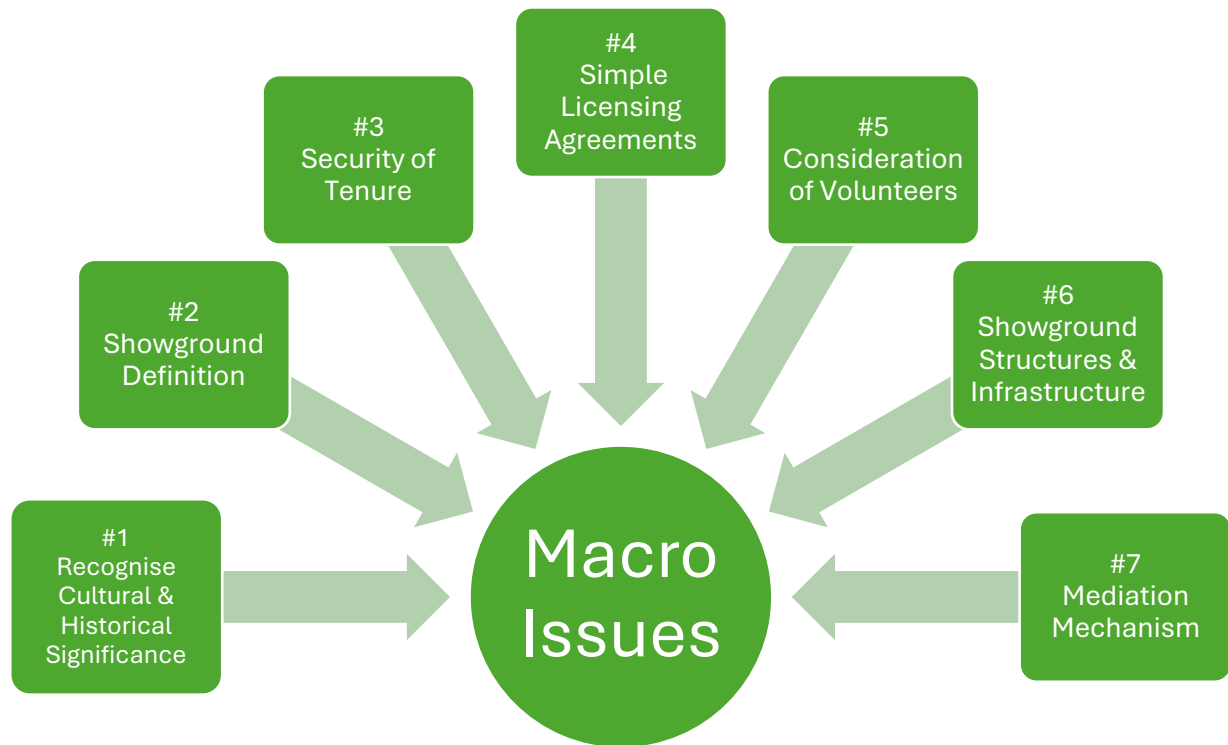 #1
Recognise
Cultural &
Historical
Significance
#2
Showground
Definition
#3
Security of
Tenure
#4
Simple
Licensing
Agreements
#5
Consideration
of Volunteers
#6
Showground
Structures &
Infrastructure
#7
Mediation
Mechanism
Macro
Issues